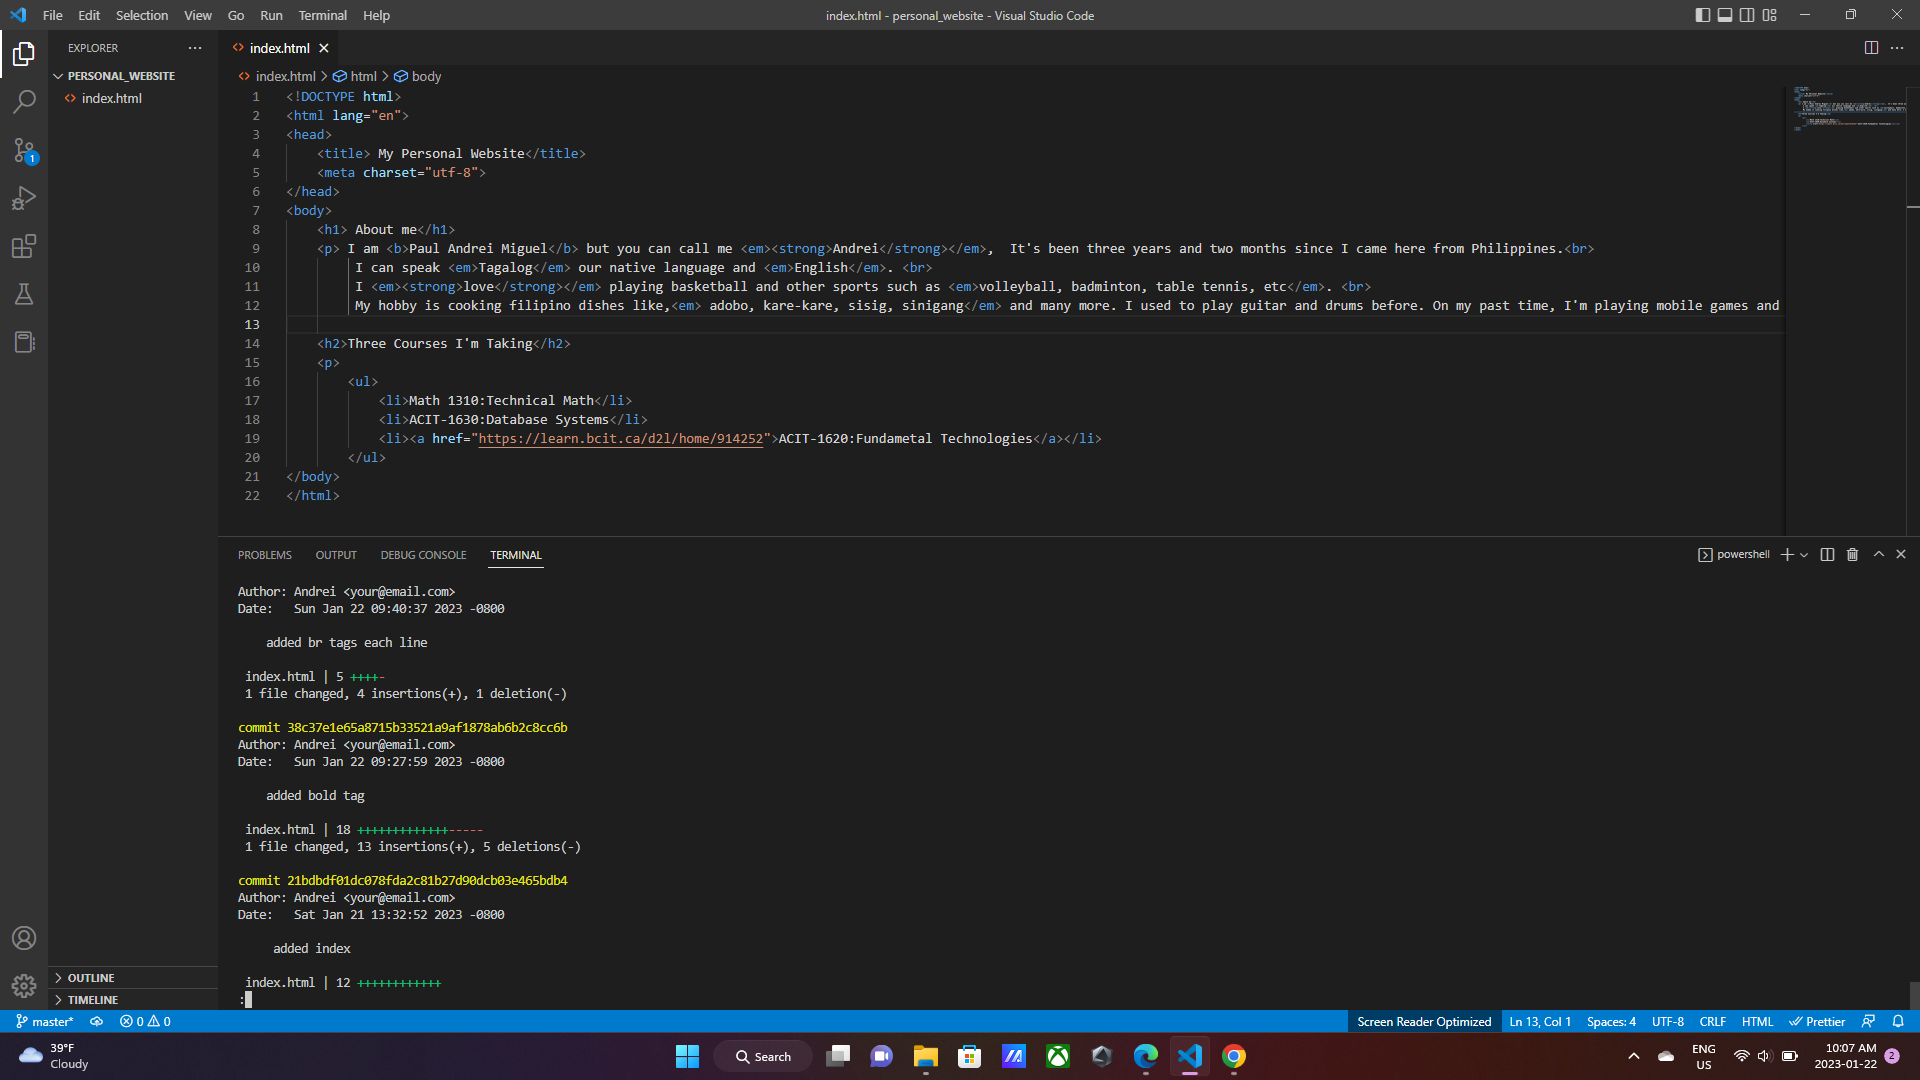 File Edit Selection View Go Run Terminal Help
index.html - personal_website - Visual Studio Code
EXPLORER
PERSONAL_WEBSITE
index.html
1
index.html
index.html > html > body
1 <!DOCTYPE html>
2 <html lang="en">
3 <head>
4 <title> My Personal Website</title>
5 <meta charset="utf-8">
6 </head>
7 <body>
8 <h1> About me</h1>
9 <p> I am <b>Paul Andrei Miguel</b> but you can call me <em><strong>Andrei</strong></em>,  It's been three years and two months since I came here from Philippines.<br>
10 I can speak <em>Tagalog</em> our native language and <em>English</em>. <br>
11 I <em><strong>love</strong></em> playing basketball and other sports such as <em>volleyball, badminton, table tennis, etc</em>. <br>
12 My hobby is cooking filipino dishes like,<em> adobo, kare-kare, sisig, sinigang</em> and many more. I used to play guitar and drums before. On my past time, I'm playing mobile games and
13
14 <h2>Three Courses I'm Taking</h2>
15 <p>
16 <ul>
17 <li>Math 1310:Technical Math</li>
18 <li>ACIT-1630:Database Systems</li>
19 <li><a href="https://learn.bcit.ca/d2l/home/914252">ACIT-1620:Fundametal Technologies</a></li>
20 </ul>
21 </body>
22 </html>
PROBLEMS OUTPUT DEBUG CONSOLE TERMINAL
powershell
Author: Andrei <your@email.com>
Date:   Sun Jan 22 09:40:37 2023 -0800
added br tags each line
index.html | 5 ++++-
1 file changed, 4 insertions(+), 1 deletion(-)
commit 38c37e1e65a8715b33521a9af1878ab6b2c8cc6b
Author: Andrei <your@email.com>
Date:   Sun Jan 22 09:27:59 2023 -0800
added bold tag
index.html | 18 +++++++++++++-----
1 file changed, 13 insertions(+), 5 deletions(-)
commit 21bdbdf01dc078fda2c81b27d90dcb03e465bdb4
Author: Andrei <your@email.com>
Date:   Sat Jan 21 13:32:52 2023 -0800
added index
index.html | 12 ++++++++++++
:
OUTLINE
TIMELINE
master* 0 0
Screen Reader Optimized Ln 13, Col 1 Spaces: 4 UTF-8 CRLF HTML Prettier
39°F
Cloudy
Search
ENG
US
10:07 AM
2023-01-22
2